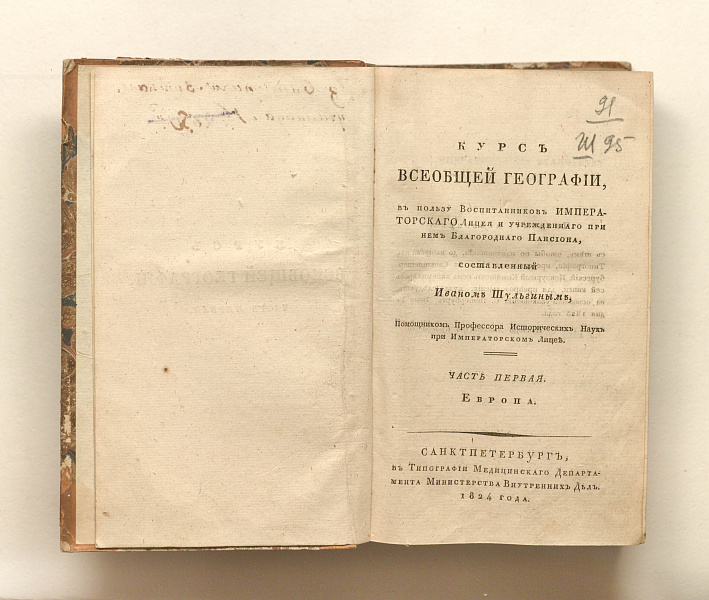 91
Ш 95
КУРСЪ
ВСЕОБЩЕЙ ГЕОГРАФІИ,
въ пользу Воспитанниковъ ИМПЕРА-
ТОРСКАГО Лицея и учрежденнаго при
немъ Благороднаго Пансіона,
составленный
Иваномъ Шульгинымъ,
Помощникомъ Профессора Историческихъ Наукъ
при Императорскомъ Лицеѣ.
ЧАСТЬ ПЕРВАЯ.
Европа.
САНКТПЕТЕРБУРГЪ,
въ Типографіи Медицинскаго Департа-
мента Министерства Внутреннихъ Дѣлъ.
1824 года.